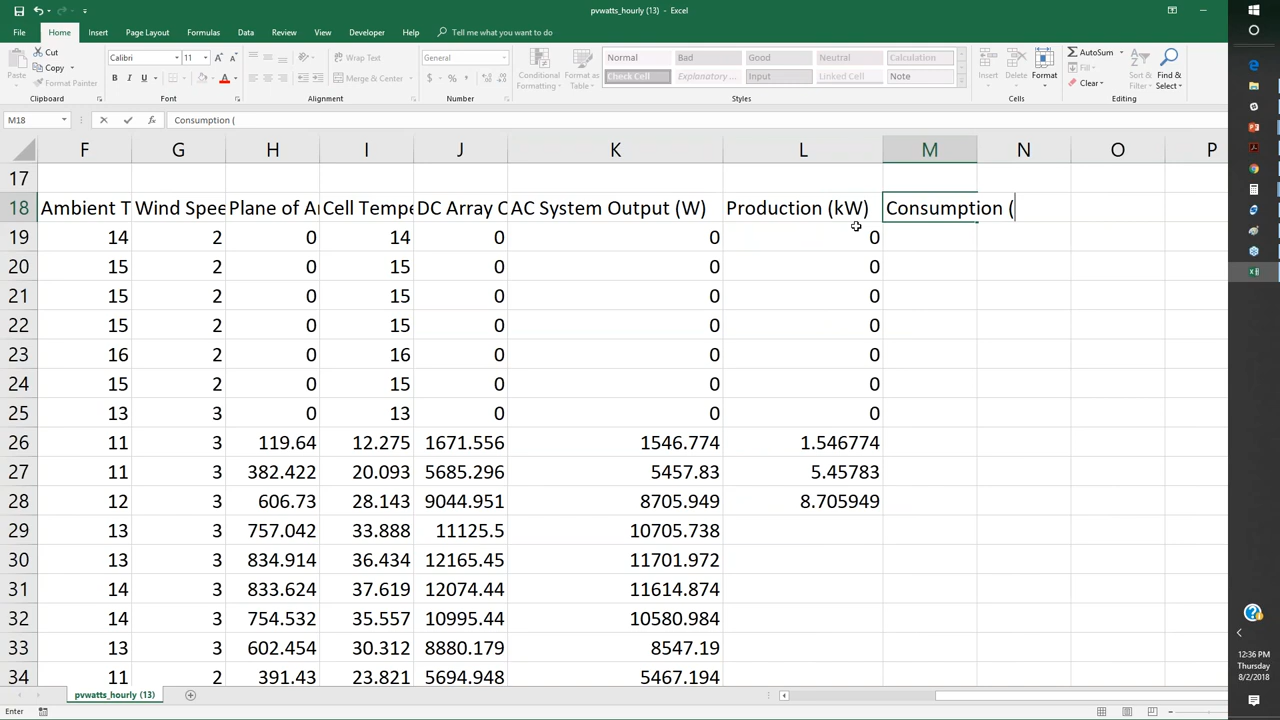 pvwatts_hourly (13) - Excel
File Home Insert Page Layout Formulas Data Review View Developer Help Tell me what you want to do
Paste Cut Copy Format Painter Clipboard
Calibri 11 B I U A A A Font
Wrap Text Merge & Center Alignment
General $ % , Number
Conditional Formatting Format as Table
Normal Bad Good Neutral Calculation
Check Cell Explanary... Input Linked Cell Note
Styles
Insert Delete Format Cells
AutoSum Fill Clear Sort & Filter Find & Select Editing
M18 fx Consumption (
F G H I J K L M N O P
17
18 Ambient T Wind Spee Plane of Ar Cell Tempe DC Array O AC System Output (W) Production (kW) Consumption (
19 14 2 0 14 0 0 0
20 15 2 0 15 0 0 0
21 15 2 0 15 0 0 0
22 15 2 0 15 0 0 0
23 16 2 0 16 0 0 0
24 15 2 0 15 0 0 0
25 13 3 0 13 0 0 0
26 11 3 119.64 12.275 1671.556 1546.774 1.546774
27 11 3 382.422 20.093 5685.296 5457.83 5.45783
28 12 3 606.73 28.143 9044.951 8705.949 8.705949
29 13 3 757.042 33.888 11125.5 10705.738
30 13 3 834.914 36.434 12165.45 11701.972
31 14 3 833.624 37.619 12074.44 11614.874
32 14 3 754.532 35.557 10995.44 10580.984
33 13 3 602.454 30.312 8880.179 8547.19
34 11 3 391.43 23.821 5694.948 5467.194
pvwatts_hourly (13)
Enter
12:36 PM
Thursday
8/2/2018